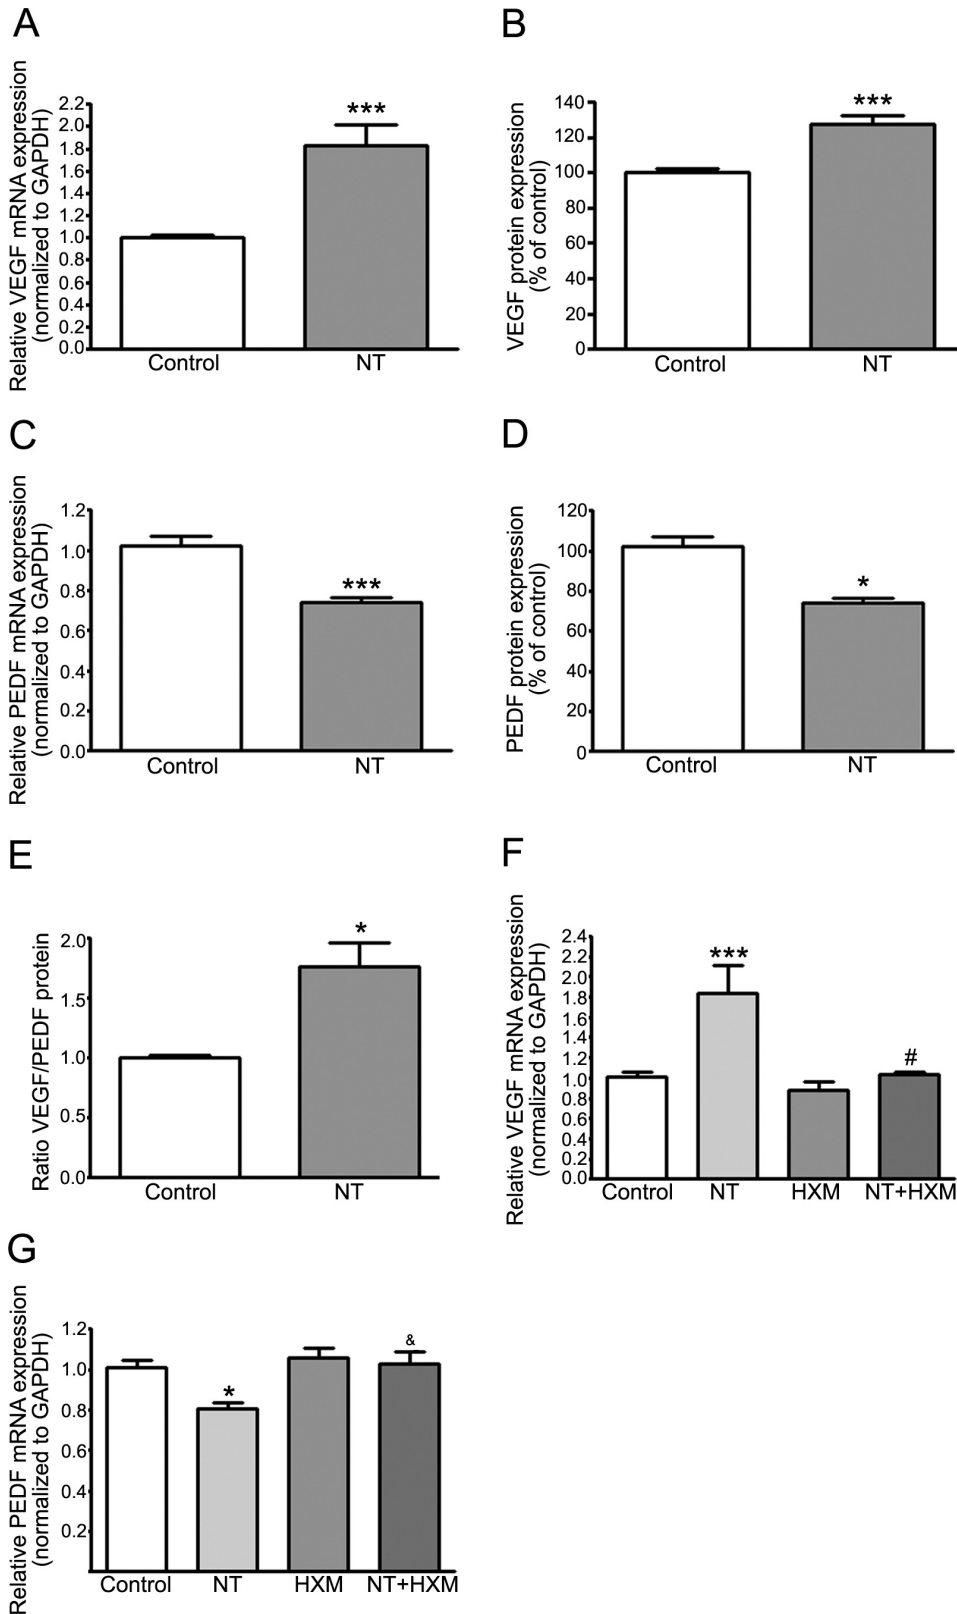 A
Relative VEGF mRNA expression
(normalized to GAPDH)
2.2
2.0
1.8
1.6
1.4
1.2
1.0
0.8
0.6
0.4
0.2
0.0
***
Control
NT
B
VEGF protein expression
(% of control)
140
120
100
80
60
40
20
0
***
Control
NT
C
Relative PEDF mRNA expression
(normalized to GAPDH)
1.2
1.0
0.8
0.6
0.4
0.2
0.0
***
Control
NT
D
PEDF protein expression
(% of control)
120
100
80
60
40
20
0
*
Control
NT
E
Ratio VEGF/PEDF protein
2.0
1.5
1.0
0.5
0.0
*
Control
NT
F
Relative VEGF mRNA expression
(normalized to GAPDH)
2.4
2.2
2.0
1.8
1.6
1.4
1.2
1.0
0.8
0.6
0.4
0.2
0.0
***
#
Control
NT
HXM
NT+HXM
G
Relative PEDF mRNA expression
(normalized to GAPDH)
1.2
1.0
0.8
0.6
0.4
0.2
*
&
Control
NT
HXM
NT+HXM